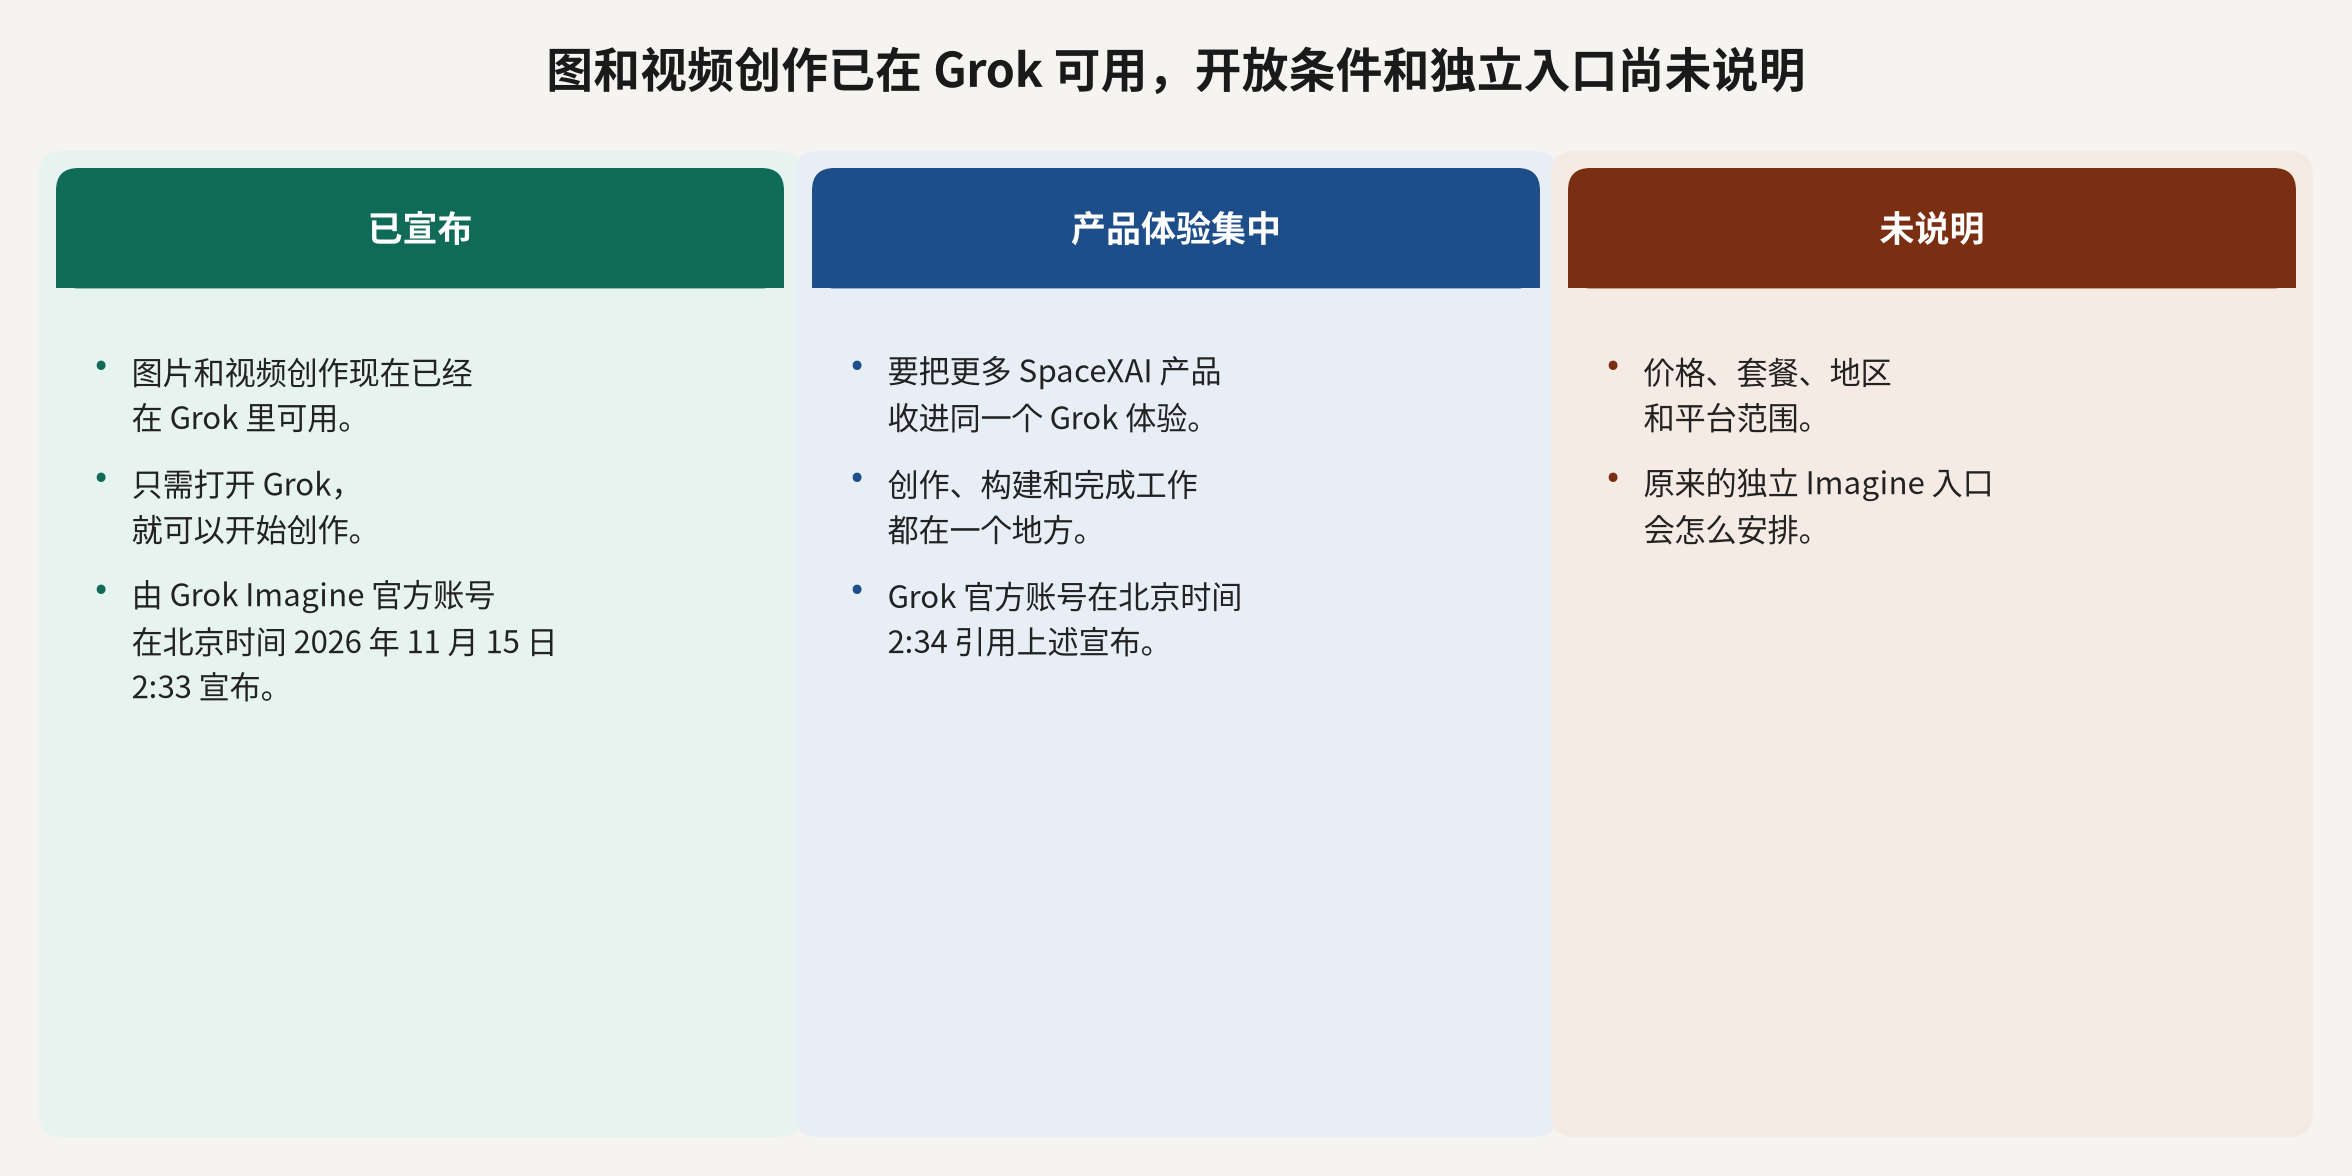 图和视频创作已在 Grok 可用，开放条件和独立入口尚未说明
已宣布
• 图片和视频创作现在已经
在 Grok 里可用。
• 只需打开 Grok，
就可以开始创作。
• 由 Grok Imagine 官方账号
在北京时间 2026 年 11 月 15 日
2:33 宣布。
产品体验集中
• 要把更多 SpaceXAI 产品
收进同一个 Grok 体验。
• 创作、构建和完成工作
都在一个地方。
• Grok 官方账号在北京时间
2:34 引用上述宣布。
未说明
• 价格、套餐、地区
和平台范围。
• 原来的独立 Imagine 入口
会怎么安排。